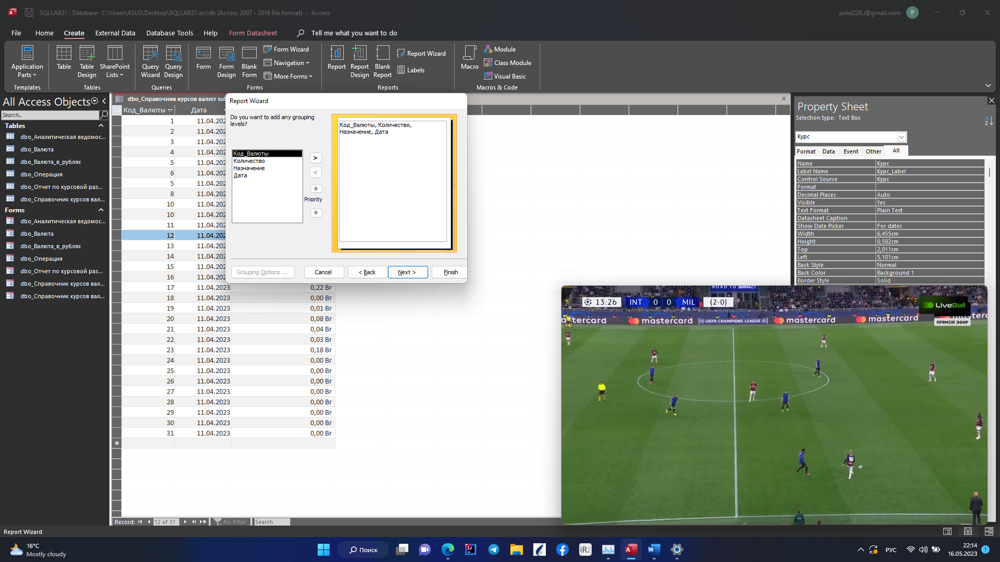 SQLLAB31 : Database- C:\Users\ASUS\Desktop\SQLLAB31.accdb (Access 2007 - 2016 file format) - Access
polel228.i@gmail.com
P
File Home Create External Data Database Tools Help Form Datasheet Tell me what you want to do
Application Parts
Templates
Table
Table Design
SharePoint Lists
Tables
Query Wizard
Query Design
Queries
Form
Form Design
Blank Form
Form Wizard
Navigation
More Forms
Forms
Report
Report Design
Blank Report
Report Wizard
Labels
Reports
Macro
Module
Class Module
Visual Basic
Macros & Code
All Access Objects
Search...
Tables
dbo_Аналитическая ведомос...
dbo_Валюта
dbo_Валюта_в_рублях
dbo_Операция
dbo_Отчет по курсовой раз...
dbo_Справочник курсов вал...
Forms
dbo_Аналитическая ведомос...
dbo_Валюта
dbo_Валюта_в_рублях
dbo_Операция
dbo_Отчет по курсовой раз...
dbo_Справочник курсов вал...
dbo_Справочник курсов вал...
dbo_Справочник курсов валют sub
Код_Валюты Дата
1 11.04.202
2 11.04.202
3 11.04.202
4 11.04.202
5 11.04.202
6 11.04.202
5 11.04.202
8 11.04.202
10 11.04.202
10 11.04.202
11 11.04.202
12 11.04.202
13 11.04.202
14 11.04.202
15 11.04.202
16 11.04.202
17 11.04.2023 0,22 Br
18 11.04.2023 0,00 Br
19 11.04.2023 0,01 Br
20 11.04.2023 0,08 Br
21 11.04.2023 0,04 Br
22 11.04.2023 0,03 Br
23 11.04.2023 0,18 Br
24 11.04.2023 0,00 Br
25 11.04.2023 0,00 Br
26 11.04.2023 0,00 Br
27 11.04.2023 0,00 Br
28 11.04.2023 0,00 Br
29 11.04.2023 0,00 Br
30 11.04.2023 0,00 Br
31 11.04.2023 0,00 Br
Record: 12 of 31 No Filter Search
Report Wizard
Do you want to add any grouping
levels?
Код_Валюты
Количество
Назначение
Дата
>
<
Priority
Код_Валюты, Количество,
Назначение, Дата
Grouping Options ... Cancel < Back Next > Finish
Property Sheet
Selection type: Text Box
Курс
Format Data Event Other All
Name Курс
Label Name Курс_Label
Control Source Курс
Format
Decimal Places Auto
Visible Yes
Text Format Plain Text
Datasheet Caption
Show Date Picker For dates
Width 6,455cm
Height 0,582cm
Top 2,011cm
Left 5,101cm
Back Style Normal
Back Color Background 1
Border Style Solid
ROAD TO
13:26 INT 0 0 MIL (2-0)
LiveBall
ПРЯМОЙ ЭФИР
mastercard UEFA CHAMPIONS LEAGUE mastercard mastercard
19
Report Wizard
16°C
Mostly cloudy
Поиск
IJ
iR2
РУС
22:14
16.05.2023
1